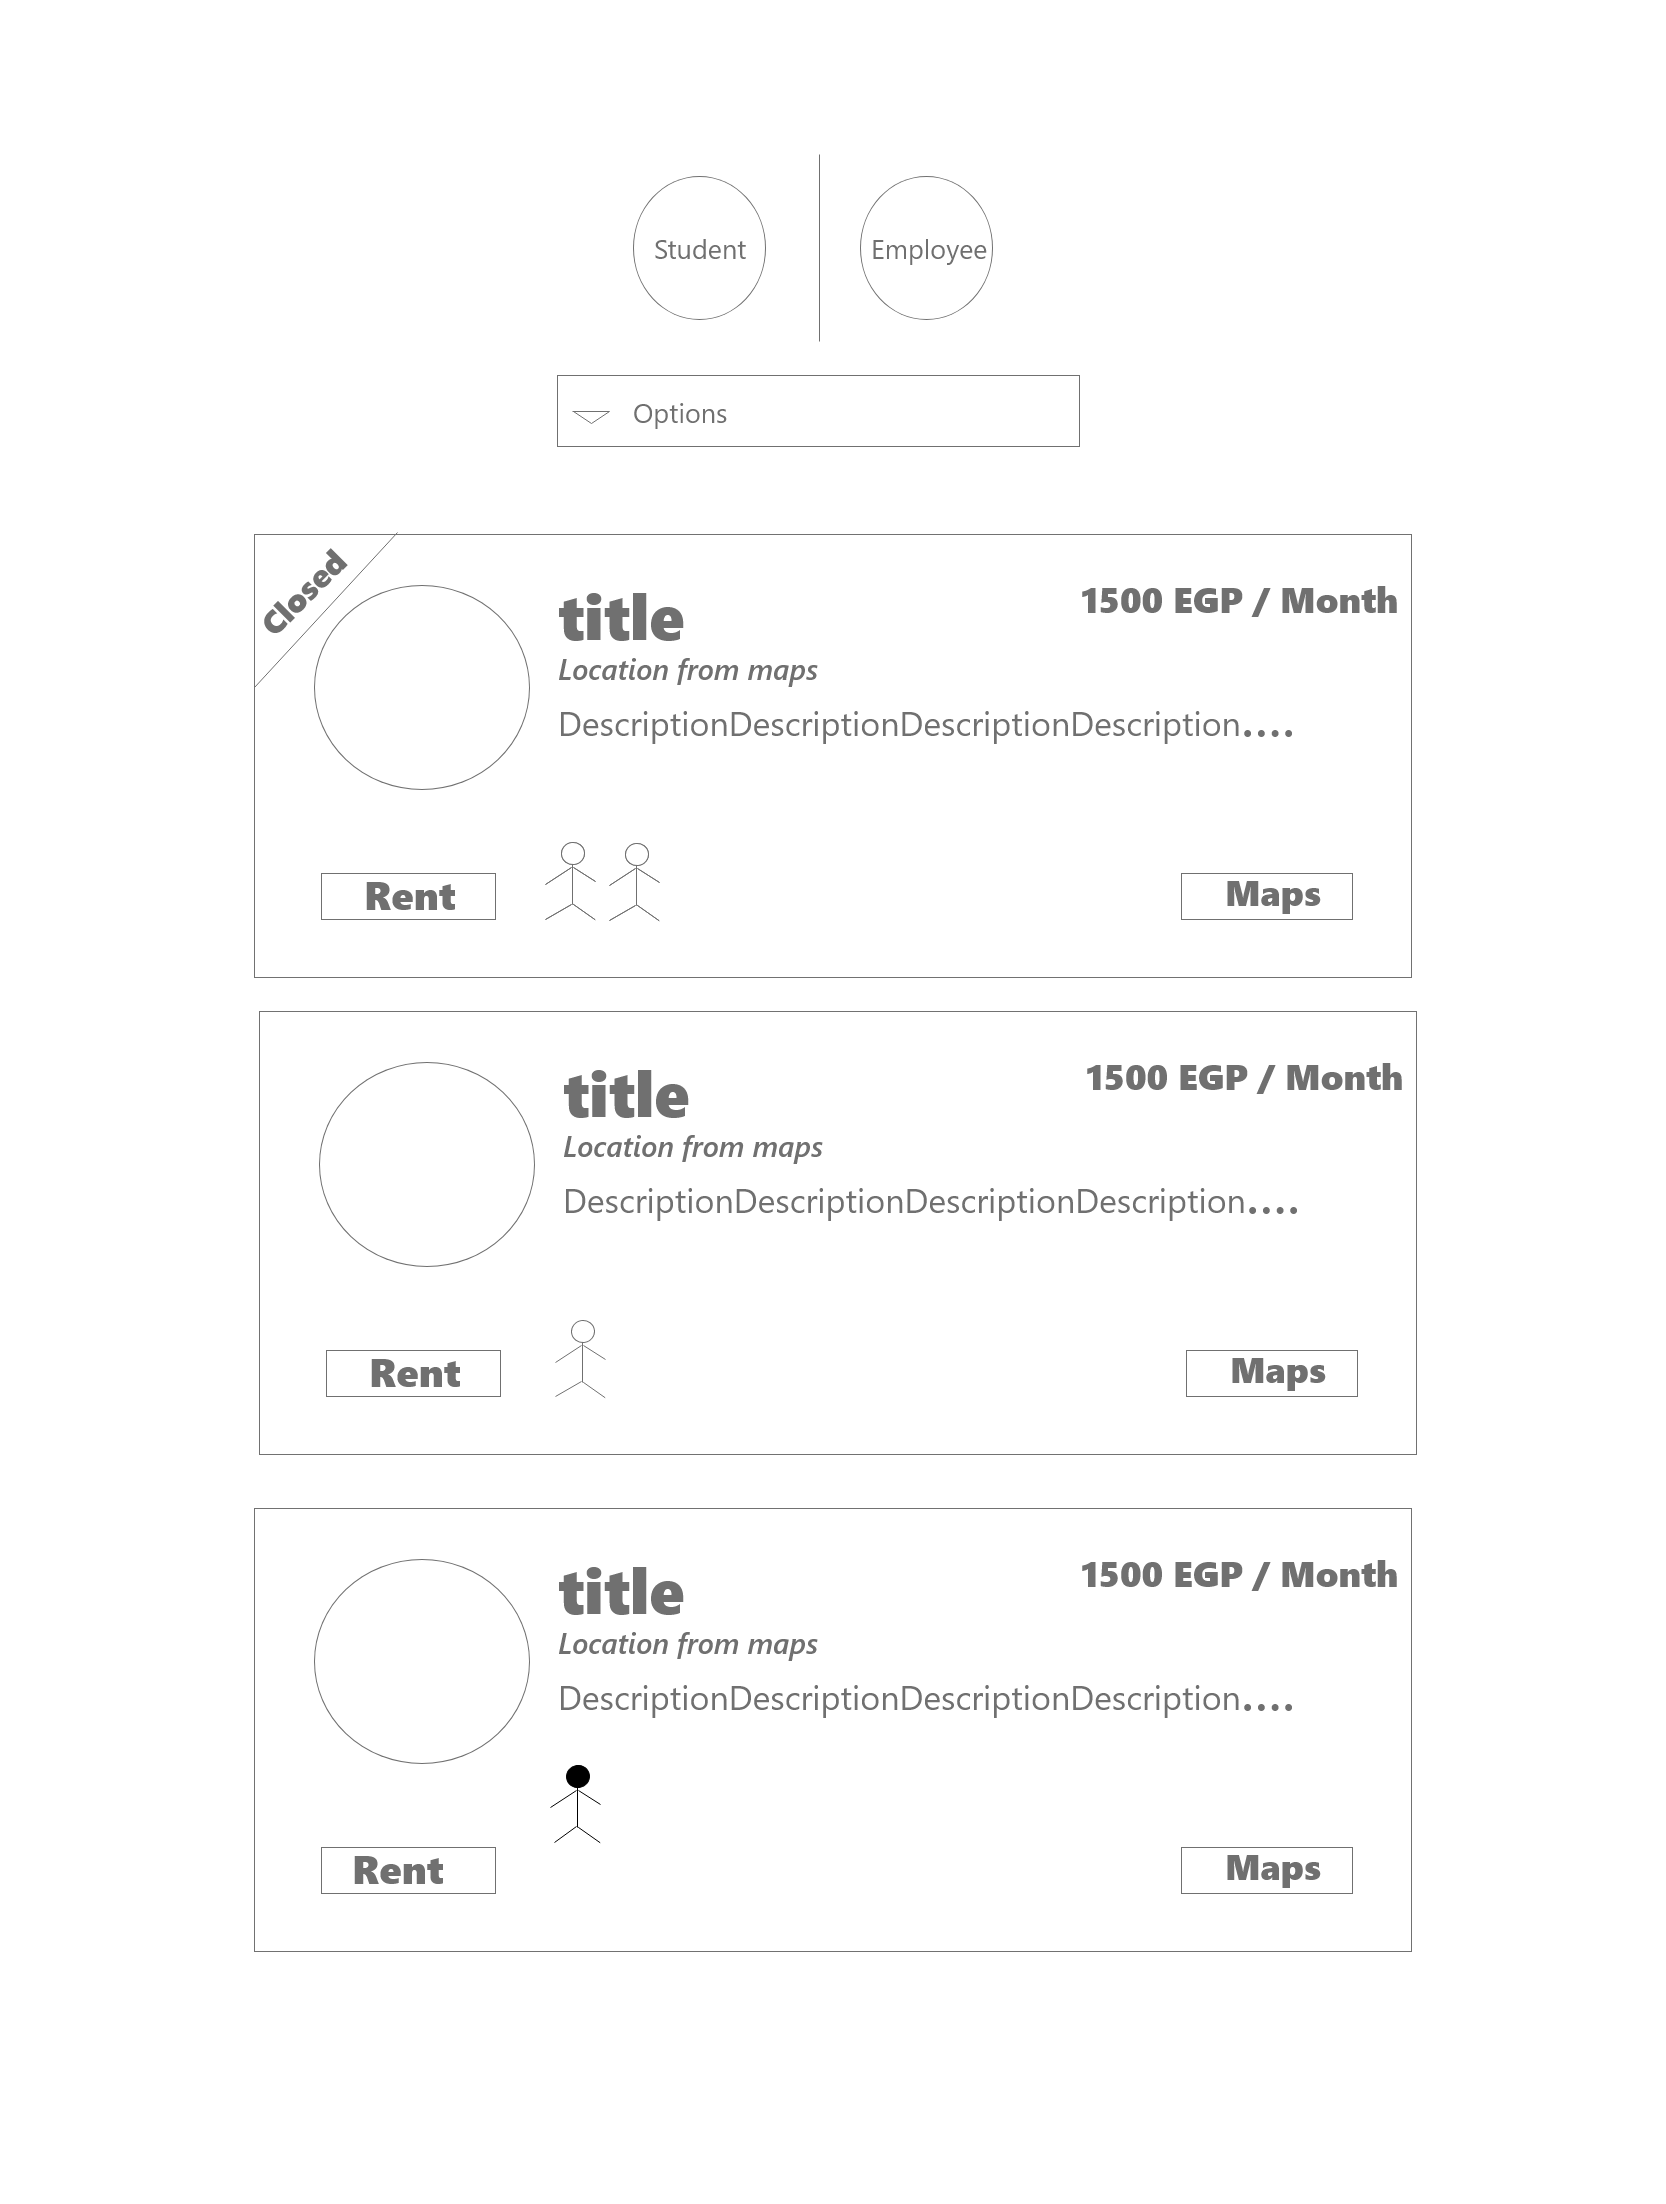 Student
Employee
Options
Closed
title
1500 EGP / Month
Location from maps
DescriptionDescriptionDescriptionDescription....
Rent
Maps
title
1500 EGP / Month
Location from maps
DescriptionDescriptionDescriptionDescription....
Rent
Maps
title
1500 EGP / Month
Location from maps
DescriptionDescriptionDescriptionDescription....
Rent
Maps